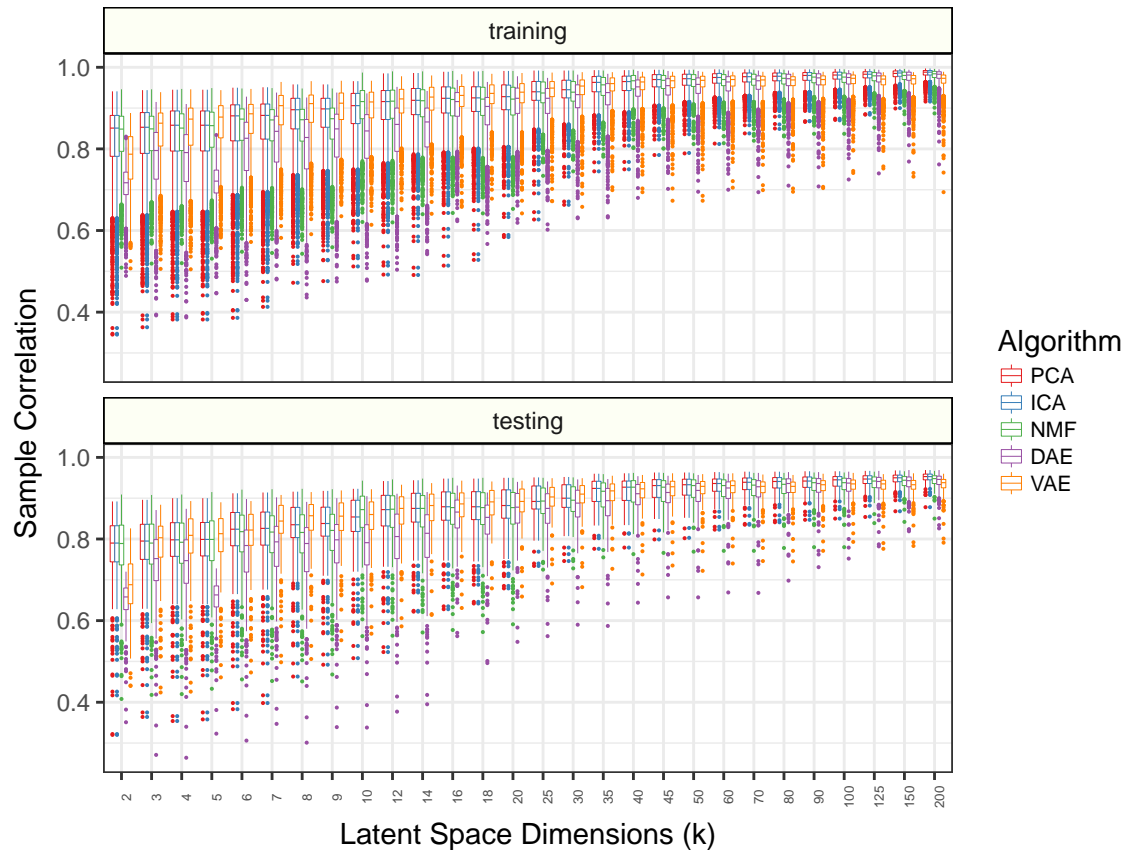 training
1.0
0.8
0.6
0.4
testing
1.0
0.8
0.6
0.4
Sample Correlation
2 3 4 5 6 7 8 9 10 12 14 16 18 20 25 30 35 40 45 50 60 70 80 90 100 125 150 200
Latent Space Dimensions (k)
Algorithm
PCA
ICA
NMF
DAE
VAE